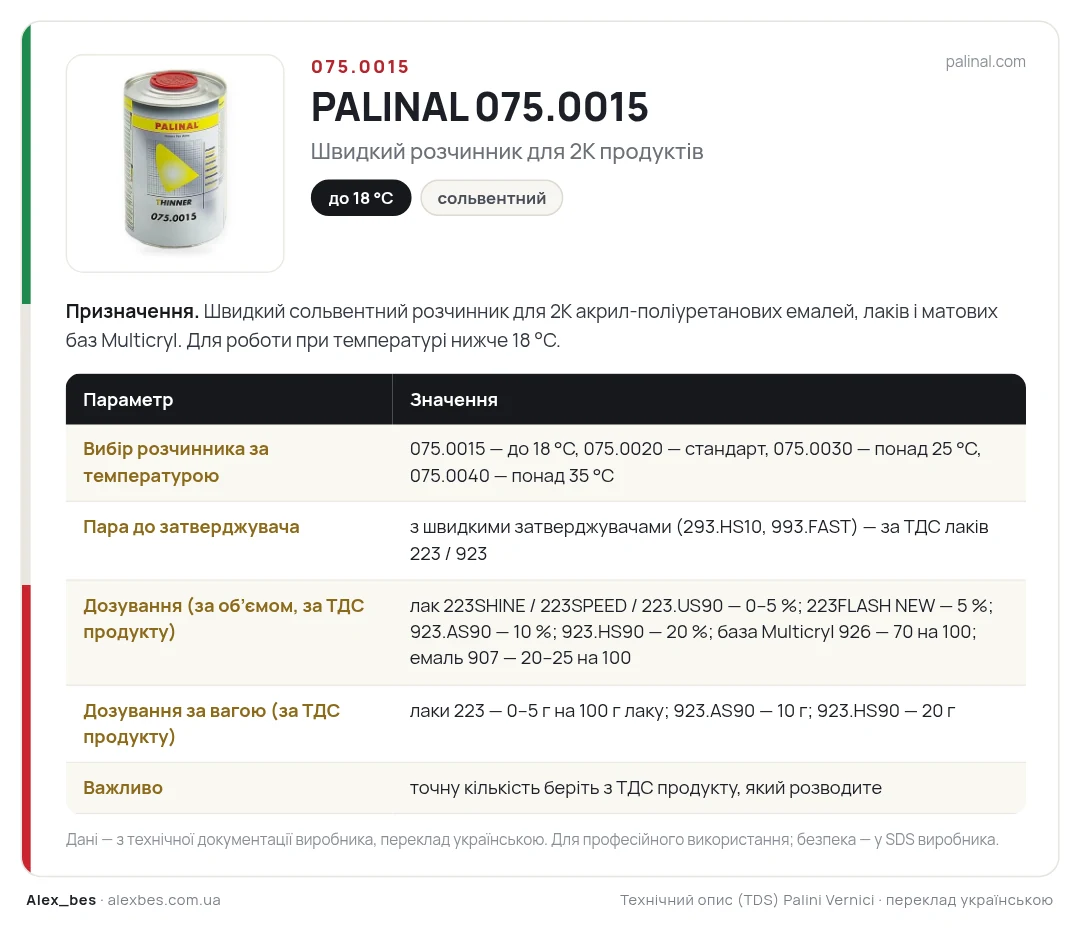 075.0015
palinal.com
PALINAL 075.0015
Швидкий розчинник для 2К продуктів
до 18 °C
сольвентний
PALINAL
THINNER
075.0015
Призначення. Швидкий сольвентний розчинник для 2К акрил-поліуретанових емалей, лаків і матових
баз Multicryl. Для роботи при температурі нижче 18 °C.
Параметр
Значення
Вибір розчинника за
температурою
075.0015 — до 18 °C, 075.0020 — стандарт, 075.0030 — понад 25 °C,
075.0040 — понад 35 °C
Пара до затверджувача
з швидкими затверджувачами (293.HS10, 993.FAST) — за ТДС лаків
223 / 923
Дозування (за об’ємом, за ТДС
продукту)
лак 223SHINE / 223SPEED / 223.US90 — 0–5 %; 223FLASH NEW — 5 %;
923.AS90 — 10 %; 923.HS90 — 20 %; база Multicryl 926 — 70 на 100;
емаль 907 — 20–25 на 100
Дозування за вагою (за ТДС
продукту)
лаки 223 — 0–5 г на 100 г лаку; 923.AS90 — 10 г; 923.HS90 — 20 г
Важливо
точну кількість беріть з ТДС продукту, який розводите
Дані — з технічної документації виробника, переклад українською. Для професійного використання; безпека — у SDS виробника.
Alex_bes · alexbes.com.ua
Технічний опис (TDS) Palini Vernici · переклад українською